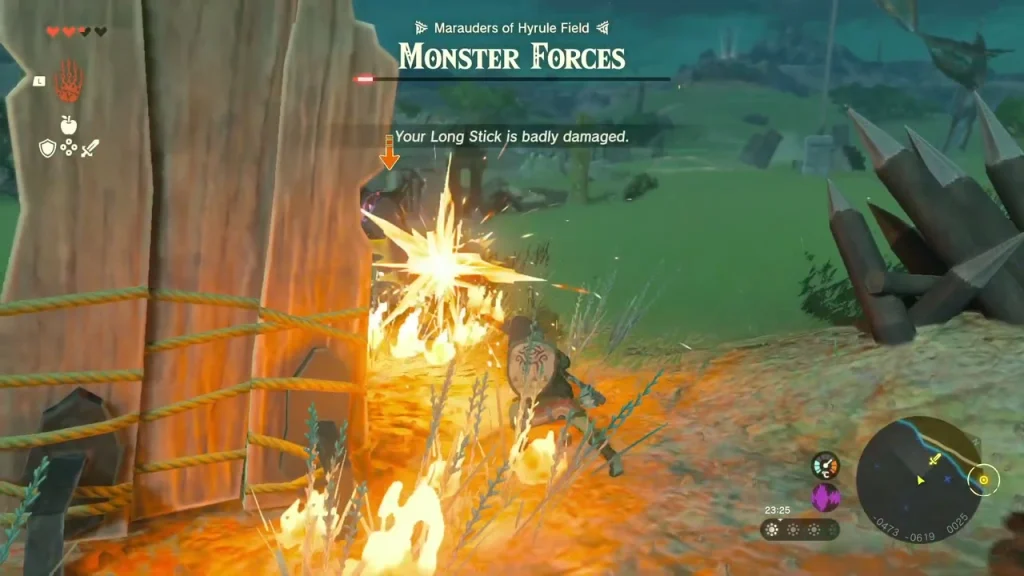 Marauders of Hyrule Field
Monster Forces
L
Your Long Stick is badly damaged.
23:25
-0473 -0619 0025